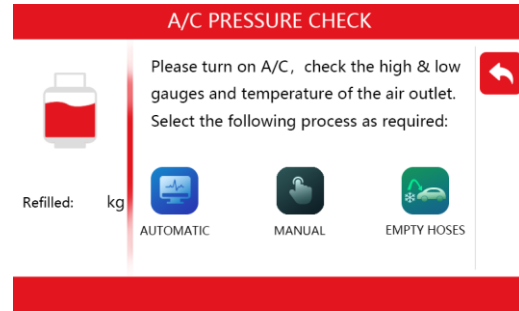 A/C PRESSURE CHECK
Please turn on A/C, check the high & low
gauges and temperature of the air outlet.
Select the following process as required:
Refilled: kg
AUTOMATIC MANUAL EMPTY HOSES